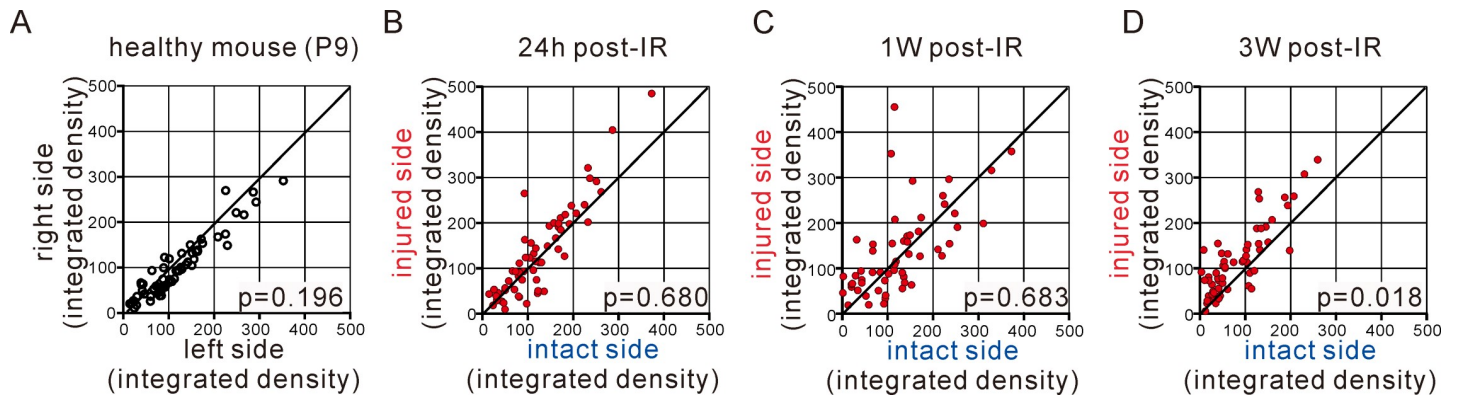 A
healthy mouse (P9)
right side
(integrated density)
500
400
300
200
100
0
p=0.196
0 100 200 300 400 500
left side
(integrated density)
B
24h post-IR
injured side
(integrated density)
500
400
300
200
100
0
p=0.680
0 100 200 300 400 500
intact side
(integrated density)
C
1W post-IR
injured side
(integrated density)
500
400
300
200
100
0
p=0.683
0 100 200 300 400 500
intact side
(integrated density)
D
3W post-IR
injured side
(integrated density)
500
400
300
200
100
0
p=0.018
0 100 200 300 400 500
intact side
(integrated density)